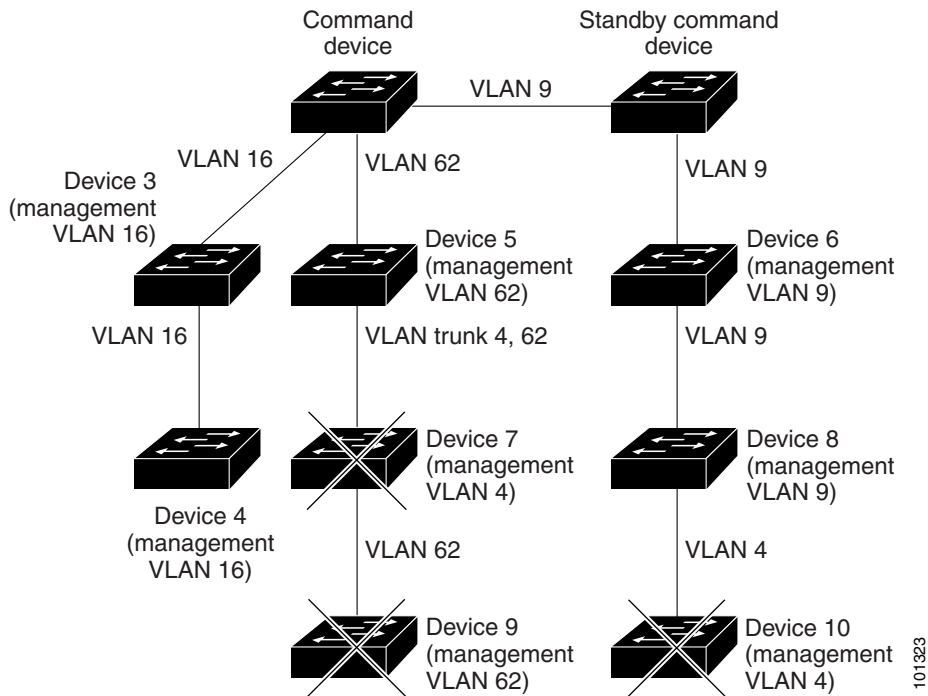 Command
device
Standby command
device
VLAN 9
VLAN 16
VLAN 62
VLAN 9
Device 3
(management
VLAN 16)
Device 5
(management
VLAN 62)
Device 6
(management
VLAN 9)
VLAN 16
VLAN trunk 4, 62
VLAN 9
Device 7
(management
VLAN 4)
Device 8
(management
VLAN 9)
Device 4
(management
VLAN 16)
VLAN 62
VLAN 4
Device 9
(management
VLAN 62)
Device 10
(management
VLAN 4)
101323